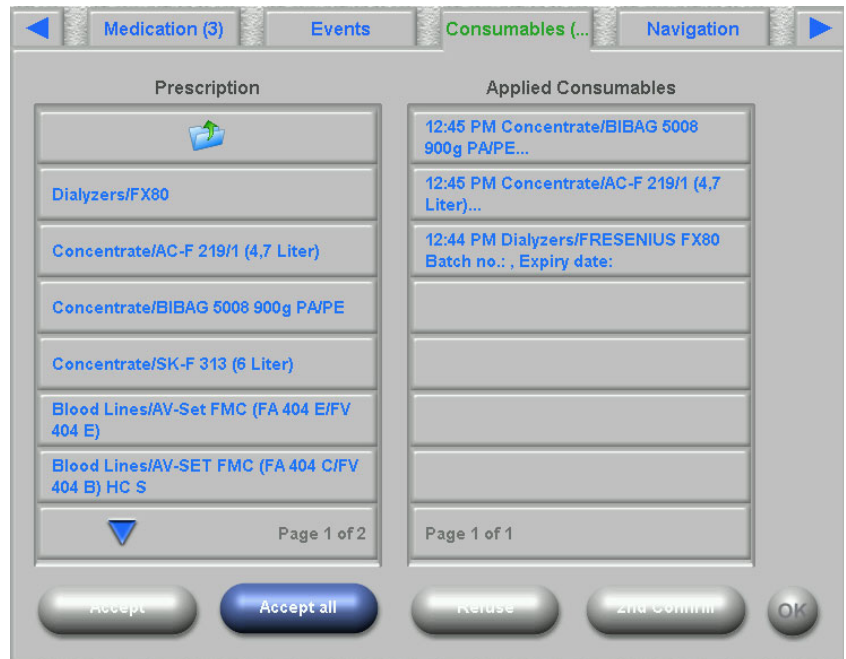 Medication (3)
Events
Consumables (...
Navigation
Prescription
Dialyzers/FX80
Concentrate/AC-F 219/1 (4,7 Liter)
Concentrate/BIBAG 5008 900g PA/PE
Concentrate/SK-F 313 (6 Liter)
Blood Lines/AV-Set FMC (FA 404 E/FV
404 E)
Blood Lines/AV-SET FMC (FA 404 C/FV
404 B) HC S
Page 1 of 2
Applied Consumables
12:45 PM Concentrate/BIBAG 5008
900g PA/PE...
12:45 PM Concentrate/AC-F 219/1 (4,7
Liter)...
12:44 PM Dialyzers/FRESENIUS FX80
Batch no.: , Expiry date:
Page 1 of 1
Accept
Accept all
Refuse
2nd Confirm
OK